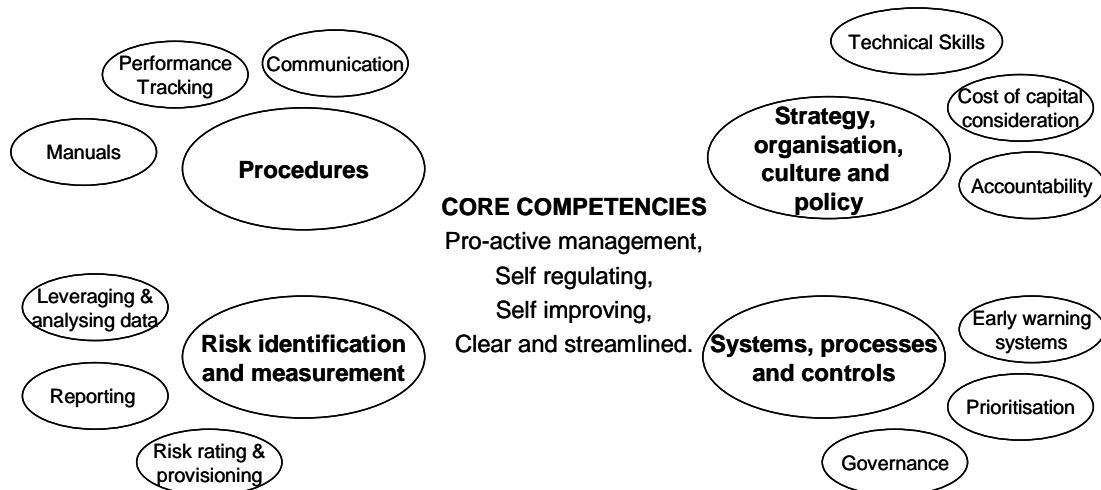 Performance
Tracking
Communication
Manuals
Procedures
Technical Skills
Cost of capital
consideration
Strategy,
organisation,
culture and
policy
Accountability
CORE COMPETENCIES
Pro-active management,
Self regulating,
Self improving,
Clear and streamlined.
Leveraging &
analysing data
Risk identification
and measurement
Reporting
Risk rating &
provisioning
Early warning
systems
Systems, processes
and controls
Prioritisation
Governance